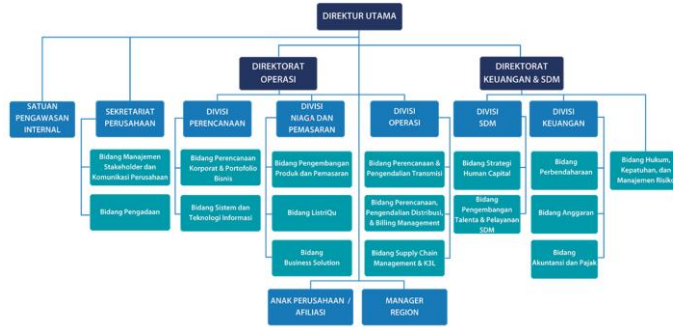 DIREKTUR UTAMA
DIREKTORAT
OPERASI
DIREKTORAT
KEUANGAN & SDM
SATUAN
PENGAWASAN
INTERNAL
SEKRETARIAT
PERUSAHAAN
DIVISI
PERENCANAAN
DIVISI
NIAGA DAN
PEMASARAN
DIVISI
OPERASI
DIVISI
SDM
DIVISI
KEUANGAN
Bidang Manajemen
Stakeholder dan
Komunikasi Perusahaan
Bidang Perencanaan
Korporat & Portofolio
Bisnis
Bidang Pengembangan
Produk dan Pemasaran
Bidang Perencanaan &
Pengendalian Transmisi
Bidang Strategi
Human Capital
Bidang
Perbendaharaan
Bidang Hukum,
Kepatuhan, dan
Manajemen Risiko
Bidang Pengadaan
Bidang Sistem dan
Teknologi Informasi
Bidang ListriQu
Bidang Perencanaan,
Pengendalian Distribusi,
& Billing Management
Bidang
Pengembangan
Talenta & Pelayanan
SDM
Bidang Anggaran
Bidang
Business Solution
Bidang Supply Chain
Management & K3L
Bidang
Akuntansi dan Pajak
ANAK PERUSAHAAN /
AFILIASI
MANAGER
REGION